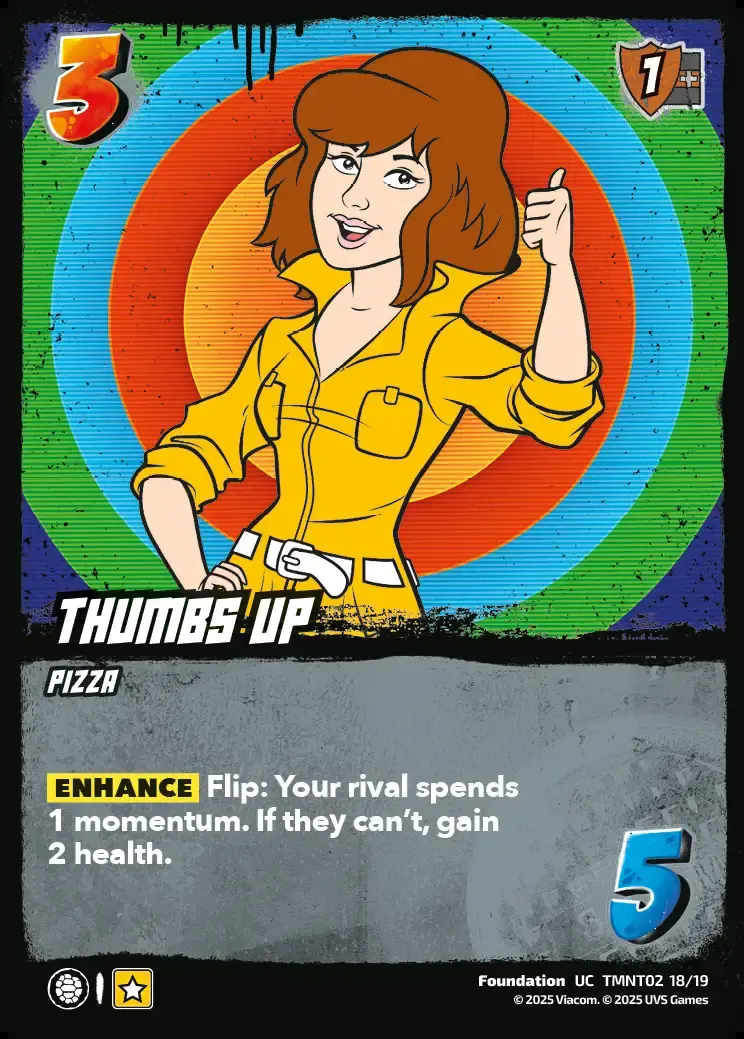 3
1
THUMBS UP
PIZZA
ENHANCE Flip: Your rival spends
1 momentum. If they can't, gain
2 health.
5
Foundation UC TMNT02 18/19
© 2025 Viacom. © 2025 UVS Games